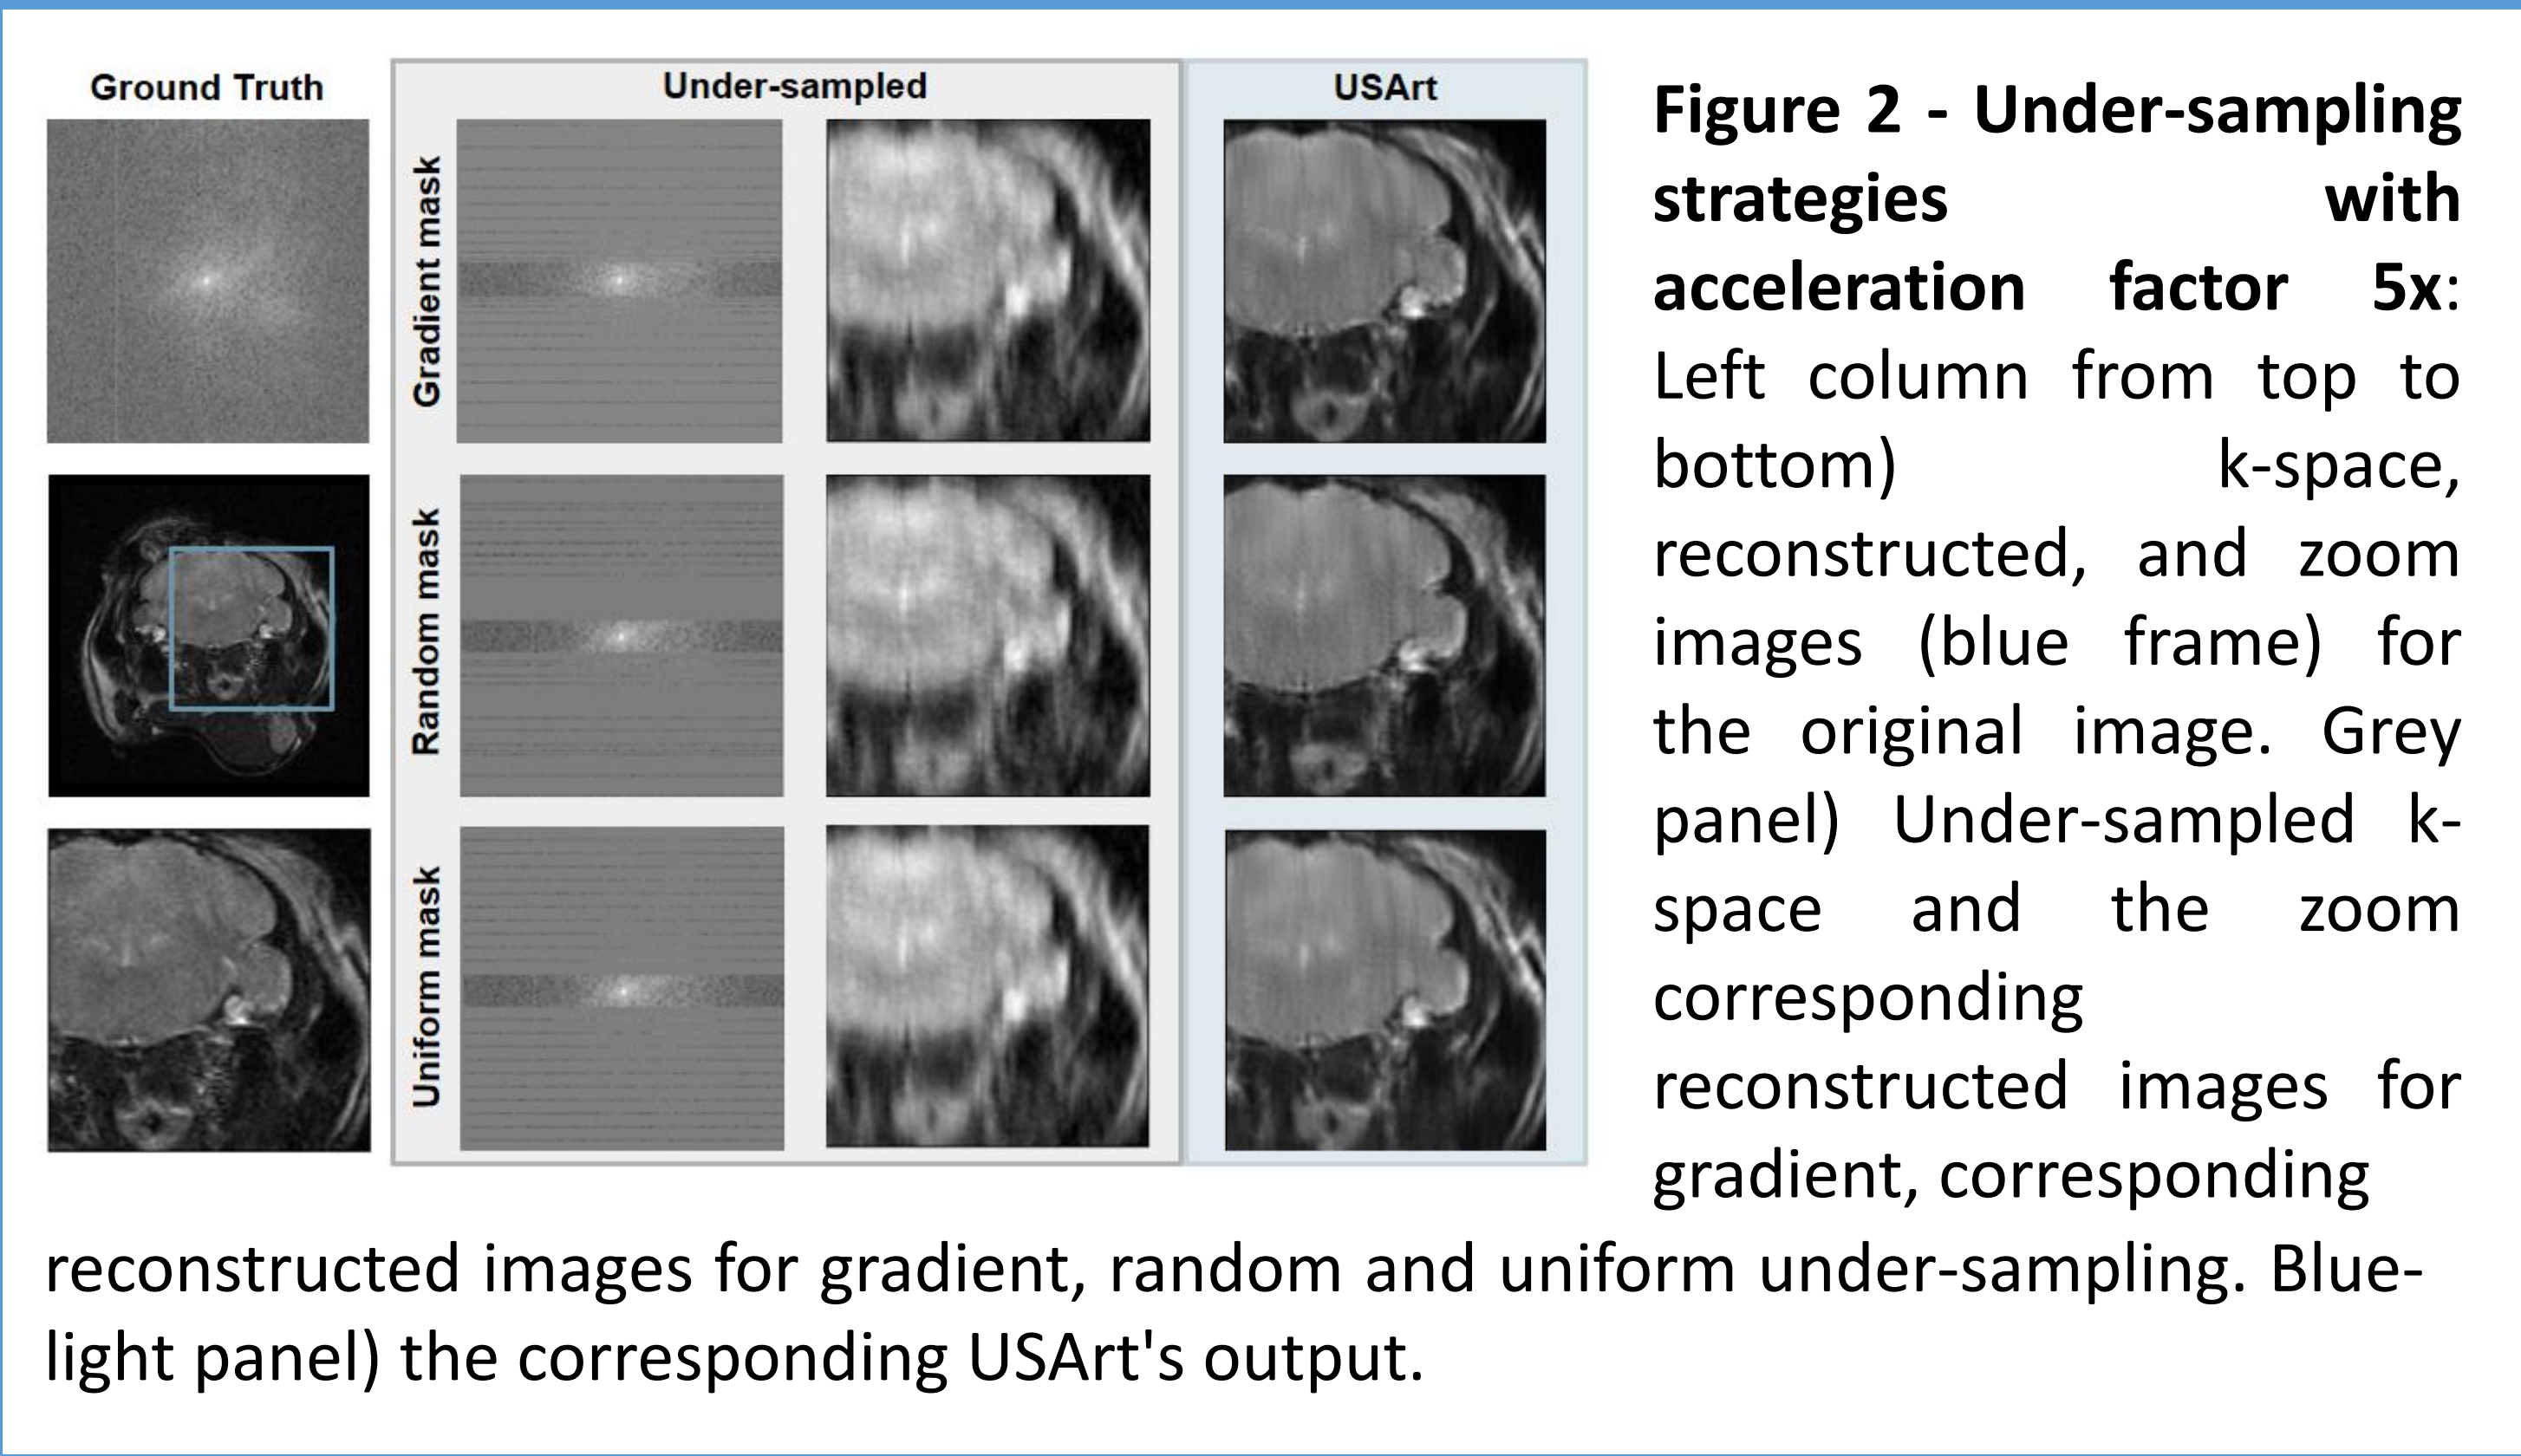 Ground Truth
Under-sampled
USArt
Gradient mask
Random mask
Uniform mask
Figure 2 - Under-sampling
strategies with
acceleration factor 5x:
Left column from top to
bottom) k-space,
reconstructed, and zoom
images (blue frame) for
the original image. Grey
panel) Under-sampled k-
space and the zoom
corresponding
reconstructed images for
gradient, corresponding
reconstructed images for gradient, random and uniform under-sampling. Blue-
light panel) the corresponding USArt's output.